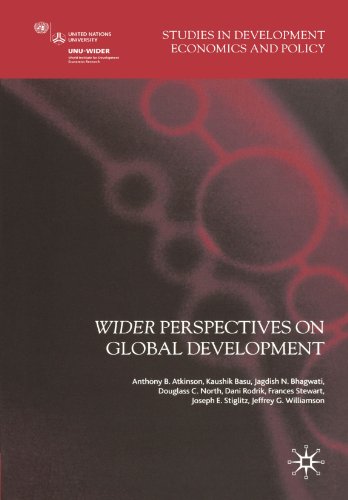 UNITED NATIONS
UNIVERSITY
UNU-WIDER
World Institute for Development
Economics Research
STUDIES IN DEVELOPMENT
ECONOMICS AND POLICY
WIDER PERSPECTIVES ON
GLOBAL DEVELOPMENT
Anthony B. Atkinson, Kaushik Basu, Jagdish N. Bhagwati,
Douglass C. North, Dani Rodrik, Frances Stewart,
Joseph E. Stiglitz, Jeffrey G. Williamson